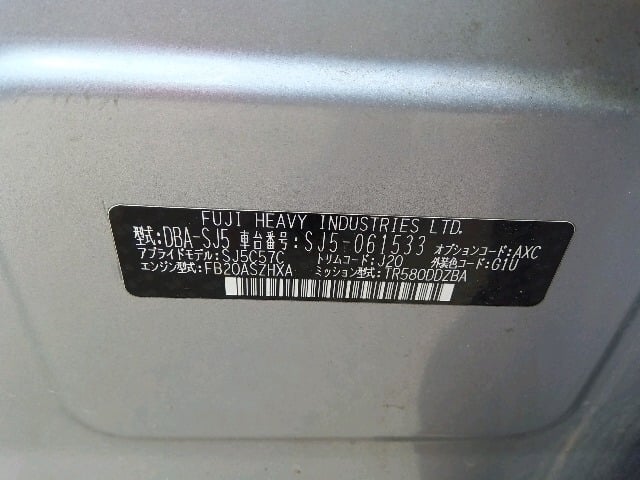 FUJI HEAVY INDUSTRIES LTD.
型式:DBA-SJ5 車台番号:SJ5-061533 オプションコード:AXC
アプライドモデル:SJ5C57C トリムコード:J20 外装色コード:G1U
エンジン型式:FB20ASZHXA ミッション型式:TR580DDZBA